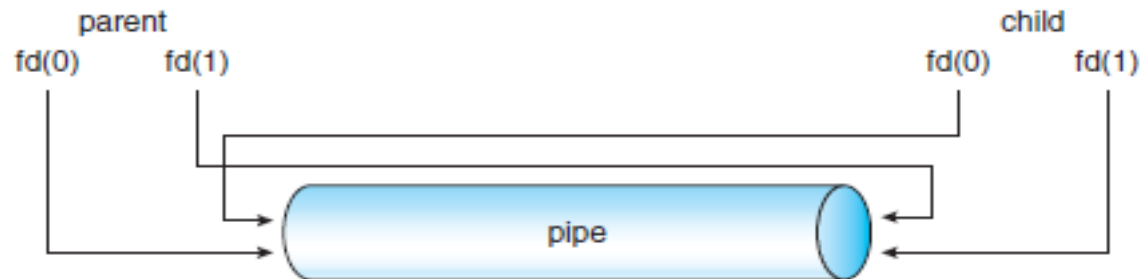 parent child
fd(0) fd(1) fd(0) fd(1)
pipe